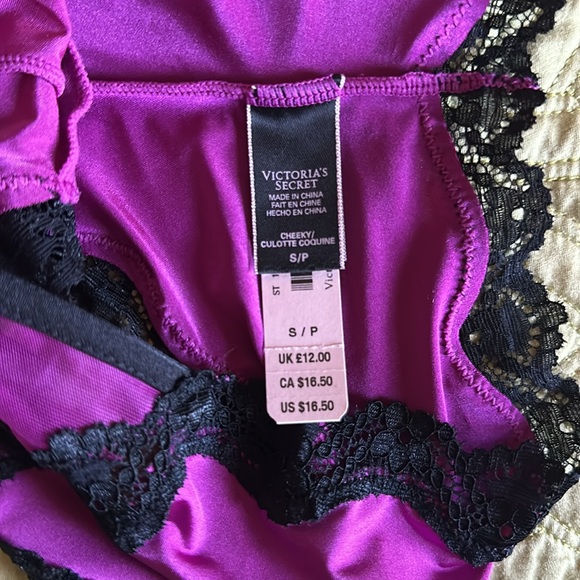 VICTORIA'S
SECRET
MADE IN CHINA
FAIT EN CHINE
HECHO EN CHINA
CHEEKY/
CULOTTE COQUINE
S/P
ST
S / P
UK £12.00
CA $16.50
US $16.50